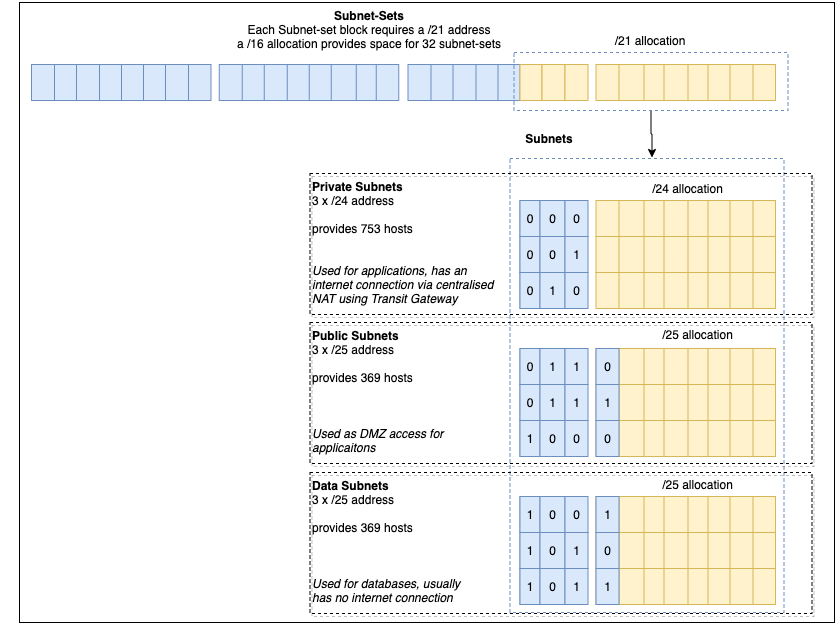 Subnet-Sets
Each Subnet-set block requires a /21 address
a /16 allocation provides space for 32 subnet-sets
/21 allocation
Subnets
Private Subnets
3 x /24 address
provides 753 hosts
Used for applications, has an
internet connection via centralised
NAT using Transit Gateway
/24 allocation
0 0 0
0 0 1
0 1 0
Public Subnets
3 x /25 address
provides 369 hosts
Used as DMZ access for
applicaitons
/25 allocation
0 1 1 0
0 1 1 1
1 0 0 0
Data Subnets
3 x /25 address
provides 369 hosts
Used for databases, usually
has no internet connection
/25 allocation
1 0 0 1
1 0 1 0
1 0 1 1